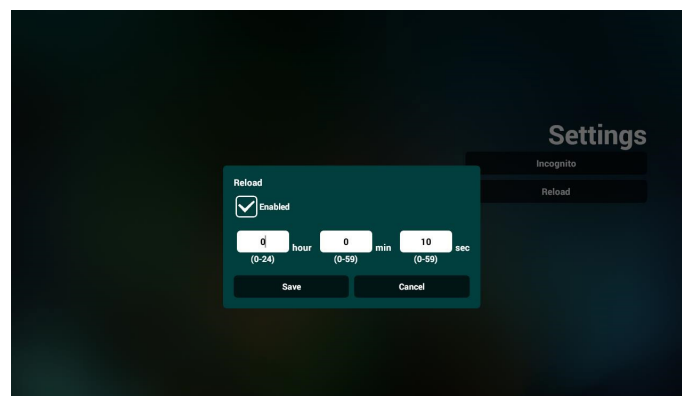 Settings
Incognito
Reload
Reload
Enabled
0 hour 0 min 10 sec
(0-24) (0-59) (0-59)
Save Cancel